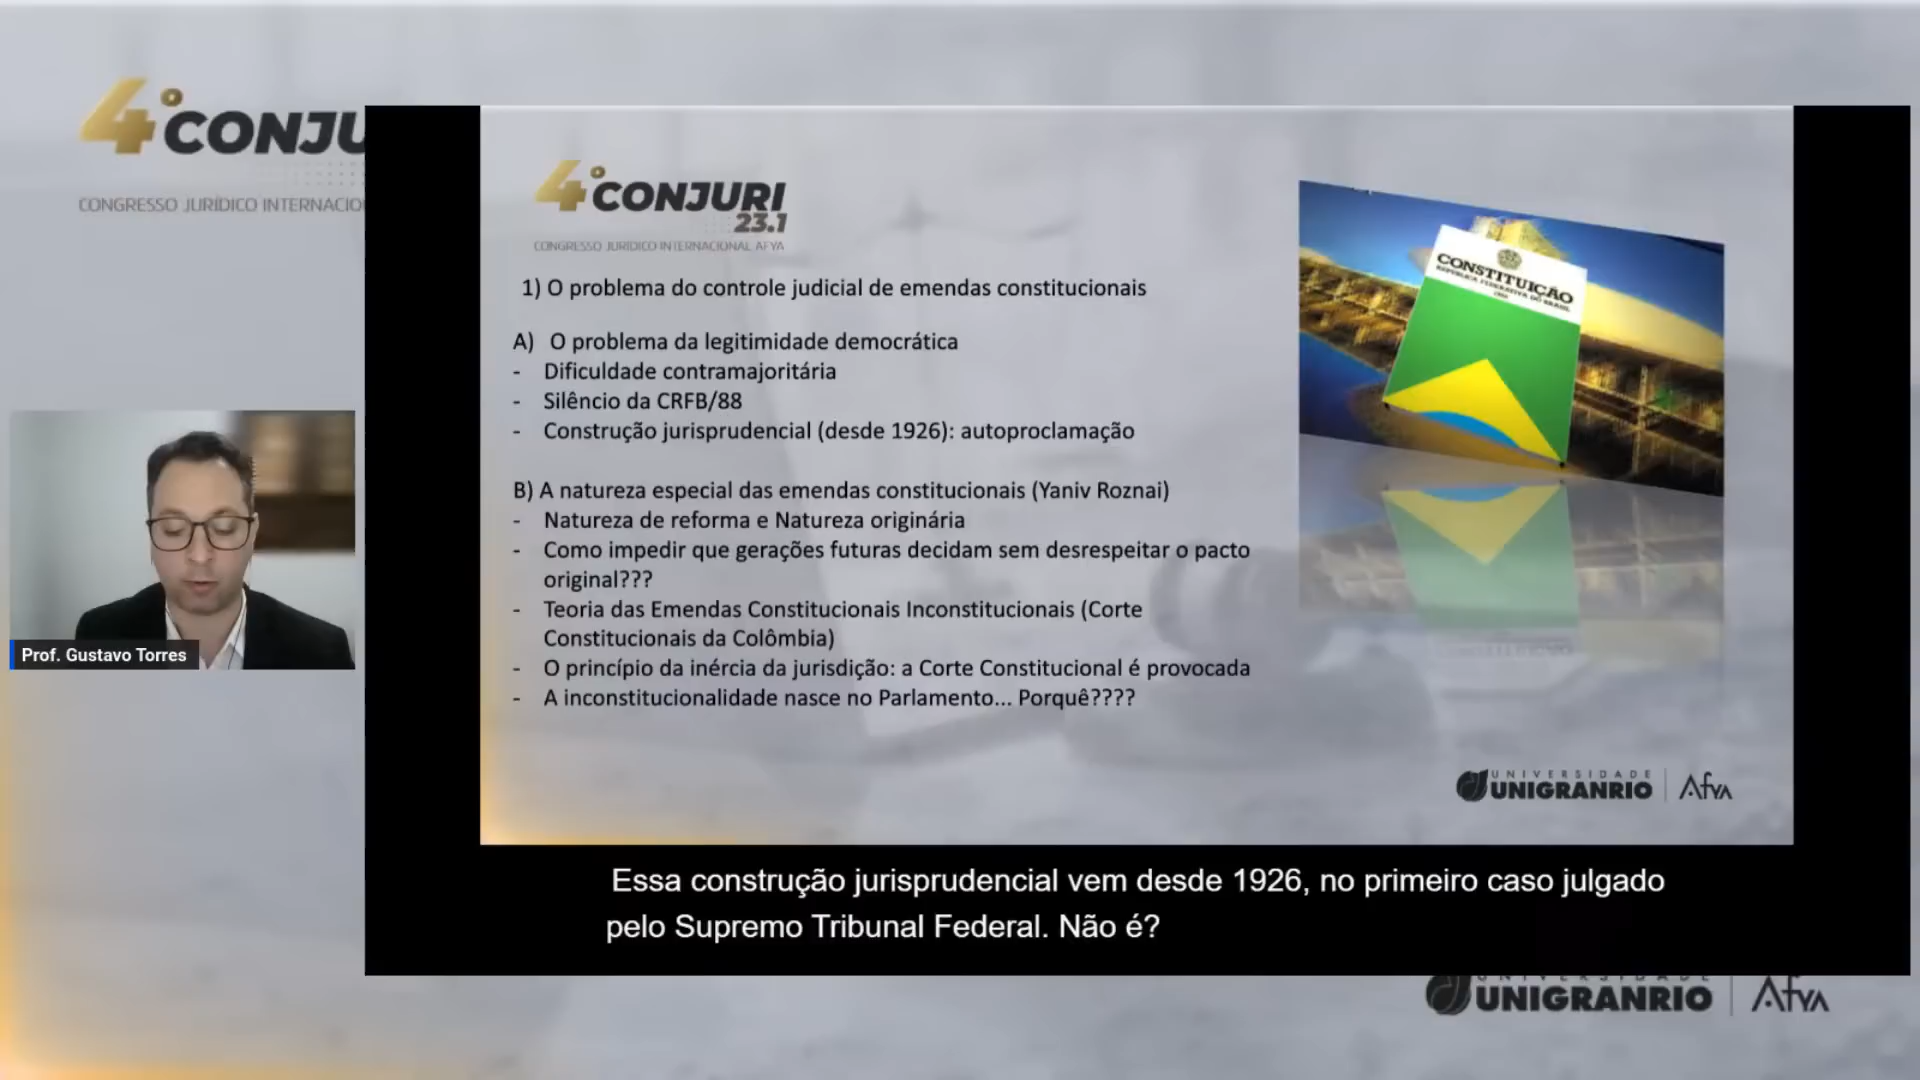 4º CONJU
CONGRESSO JURÍDICO INTERNACIO
4º CONJURI
23.1
CONGRESSO JURÍDICO INTERNACIONAL AFYA
1) O problema do controle judicial de emendas constitucionais
A) O problema da legitimidade democrática
- Dificuldade contramajoritária
- Silêncio da CRFB/88
- Construção jurisprudencial (desde 1926): autoproclamação
B) A natureza especial das emendas constitucionais (Yaniv Roznai)
- Natureza de reforma e Natureza originária
- Como impedir que gerações futuras decidam sem desrespeitar o pacto
original???
- Teoria das Emendas Constitucionais Inconstitucionais (Corte
Constitucionais da Colômbia)
- O princípio da inércia da jurisdição: a Corte Constitucional é provocada
- A inconstitucionalidade nasce no Parlamento... Porquê????
CONSTITUIÇÃO
REPÚBLICA FEDERATIVA DO BRASIL
1988
UNIVERSIDADE
UNIGRANRIO Afya
Prof. Gustavo Torres
Essa construção jurisprudencial vem desde 1926, no primeiro caso julgado
pelo Supremo Tribunal Federal. Não é?
UNIVERSIDADE
UNIGRANRIO Afya